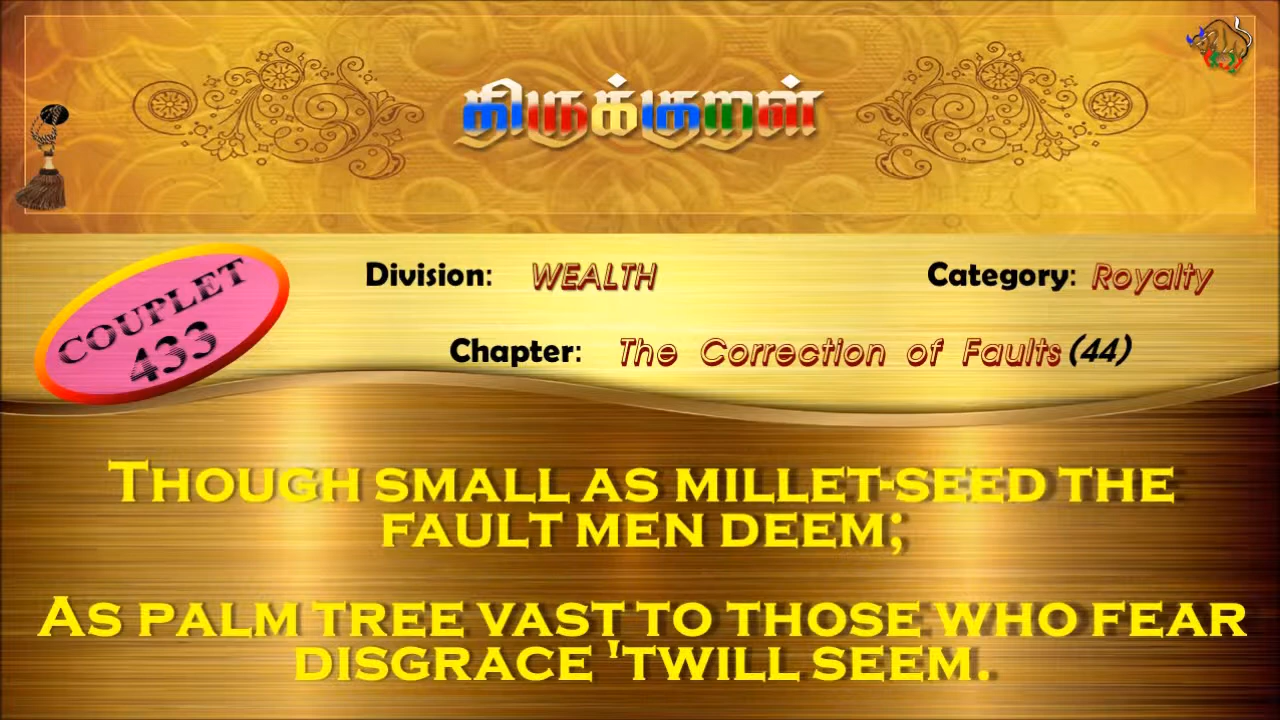 திருக்குறள்
COUPLET
433
Division: WEALTH
Category: Royalty
Chapter: The Correction of Faults (44)
THOUGH SMALL AS MILLET-SEED THE
FAULT MEN DEEM;
AS PALM TREE VAST TO THOSE WHO FEAR
DISGRACE 'TWILL SEEM.